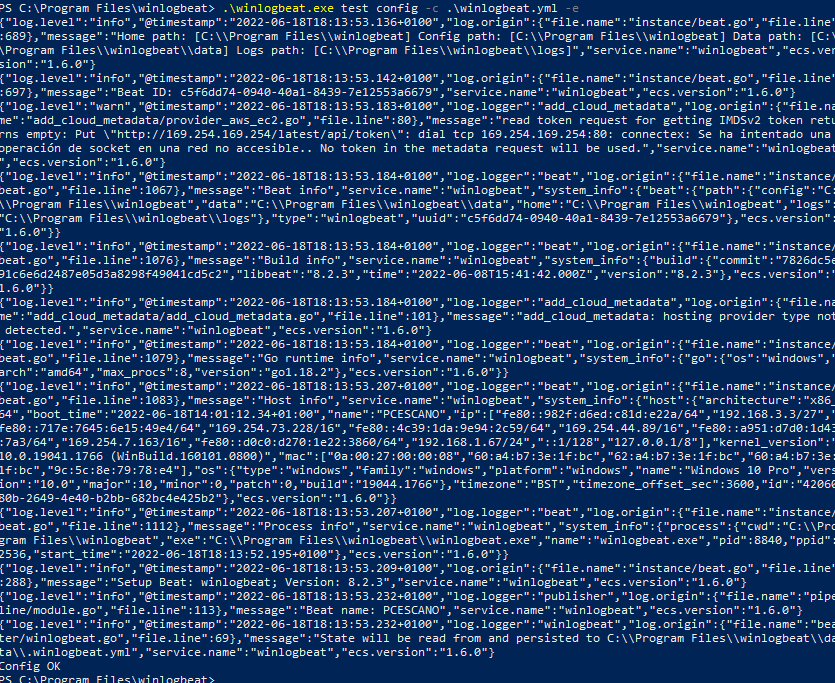 PS C:\Program Files\winlogbeat> .\winlogbeat.exe test config -c .\winlogbeat.yml -e
{"log.level":"info","@timestamp":"2022-06-18T18:13:53.136+0100","log.origin":{"file.name":"instance/beat.go","file.line"
:689},"message":"Home path: [C:\\Program Files\\winlogbeat] Config path: [C:\\Program Files\\winlogbeat] Data path: [C:\
\Program Files\\winlogbeat\\data] Logs path: [C:\\Program Files\\winlogbeat\\logs]","service.name":"winlogbeat","ecs.ver
sion":"1.6.0"}
{"log.level":"info","@timestamp":"2022-06-18T18:13:53.142+0100","log.origin":{"file.name":"instance/beat.go","file.line"
:697},"message":"Beat ID: c5f6dd74-0940-40a1-8439-7e12553a6679","service.name":"winlogbeat","ecs.version":"1.6.0"}
{"log.level":"warn","@timestamp":"2022-06-18T18:13:53.183+0100","log.logger":"add_cloud_metadata","log.origin":{"file.na
me":"add_cloud_metadata/provider_aws_ec2.go","file.line":80},"message":"read token request for getting IMDSv2 token retu
rns empty: Put \"http://169.254.169.254/latest/api/token\": dial tcp 169.254.169.254:80: connectex: Se ha intentado una
operación de socket en una red no accesible.. No token in the metadata request will be used.","service.name":"winlogbeat
","ecs.version":"1.6.0"}
{"log.level":"info","@timestamp":"2022-06-18T18:13:53.184+0100","log.logger":"beat","log.origin":{"file.name":"instance/
beat.go","file.line":1067},"message":"Beat info","service.name":"winlogbeat","system_info":{"beat":{"path":{"config":"C:
\\Program Files\\winlogbeat","data":"C:\\Program Files\\winlogbeat\\data","home":"C:\\Program Files\\winlogbeat","logs":
"C:\\Program Files\\winlogbeat\\logs"},"type":"winlogbeat","uuid":"c5f6dd74-0940-40a1-8439-7e12553a6679"},"ecs.version":
"1.6.0"}}
{"log.level":"info","@timestamp":"2022-06-18T18:13:53.184+0100","log.logger":"beat","log.origin":{"file.name":"instance/
beat.go","file.line":1076},"message":"Build info","service.name":"winlogbeat","system_info":{"build":{"commit":"7826dc5e
91c6e6d2487e05d3a8298f49041cd5c2","libbeat":"8.2.3","time":"2022-06-08T15:41:42.000Z","version":"8.2.3"},"ecs.version":"
1.6.0"}}
{"log.level":"info","@timestamp":"2022-06-18T18:13:53.184+0100","log.logger":"add_cloud_metadata","log.origin":{"file.na
me":"add_cloud_metadata/add_cloud_metadata.go","file.line":101},"message":"add_cloud_metadata: hosting provider type not
detected.","service.name":"winlogbeat","ecs.version":"1.6.0"}
{"log.level":"info","@timestamp":"2022-06-18T18:13:53.184+0100","log.logger":"beat","log.origin":{"file.name":"instance/
beat.go","file.line":1079},"message":"Go runtime info","service.name":"winlogbeat","system_info":{"go":{"os":"windows","
arch":"amd64","max_procs":8,"version":"go1.18.2"},"ecs.version":"1.6.0"}}
{"log.level":"info","@timestamp":"2022-06-18T18:13:53.207+0100","log.logger":"beat","log.origin":{"file.name":"instance/
beat.go","file.line":1083},"message":"Host info","service.name":"winlogbeat","system_info":{"host":{"architecture":"x86_
64","boot_time":"2022-06-18T14:01:12.34+01:00","name":"PCESCANO","ip":["fe80::982f:d6ed:c81d:e22a/64","192.168.3.3/27","
fe80::717e:7645:6e15:49e4/64","169.254.73.228/16","fe80::4c39:1da:9e94:2c59/64","169.254.44.89/16","fe80::a951:d7d0:1d43
:7a3/64","169.254.7.163/16","fe80::d0c0:d270:1e22:3860/64","192.168.1.67/24","::1/128","127.0.0.1/8"],"kernel_version":"
10.0.19041.1766 (WinBuild.160101.0800)","mac":["0a:00:27:00:00:08","60:a4:b7:3e:1f:bc","62:a4:b7:3e:1f:bc","60:a4:b7:3e:
1f:bc","9c:5c:8e:79:78:e4"],"os":{"type":"windows","family":"windows","platform":"windows","name":"Windows 10 Pro","vers
ion":"10.0","major":10,"minor":0,"patch":0,"build":"19044.1766"},"timezone":"BST","timezone_offset_sec":3600,"id":"42060
80b-2649-4e40-b2bb-682bc4e425b2"},"ecs.version":"1.6.0"}}
{"log.level":"info","@timestamp":"2022-06-18T18:13:53.207+0100","log.logger":"beat","log.origin":{"file.name":"instance/
beat.go","file.line":1112},"message":"Process info","service.name":"winlogbeat","system_info":{"process":{"cwd":"C:\\Pro
gram Files\\winlogbeat","exe":"C:\\Program Files\\winlogbeat\\winlogbeat.exe","name":"winlogbeat.exe","pid":8840,"ppid":
2536,"start_time":"2022-06-18T18:13:52.195+0100"},"ecs.version":"1.6.0"}}
{"log.level":"info","@timestamp":"2022-06-18T18:13:53.209+0100","log.origin":{"file.name":"instance/beat.go","file.line"
:288},"message":"Setup Beat: winlogbeat; Version: 8.2.3","service.name":"winlogbeat","ecs.version":"1.6.0"}
{"log.level":"info","@timestamp":"2022-06-18T18:13:53.232+0100","log.logger":"publisher","log.origin":{"file.name":"pipe
line/module.go","file.line":113},"message":"Beat name: PCESCANO","service.name":"winlogbeat","ecs.version":"1.6.0"}
{"log.level":"info","@timestamp":"2022-06-18T18:13:53.232+0100","log.logger":"winlogbeat","log.origin":{"file.name":"bea
ter/winlogbeat.go","file.line":69},"message":"State will be read from and persisted to C:\\Program Files\\winlogbeat\\da
ta\\.winlogbeat.yml","service.name":"winlogbeat","ecs.version":"1.6.0"}
Config OK
PS C:\Program Files\winlogbeat>